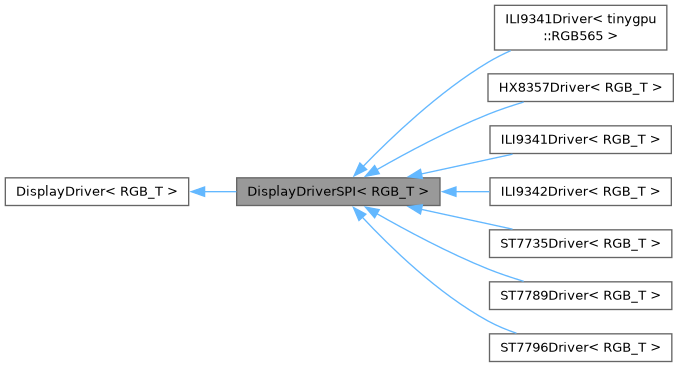 ILI9341Driver< tinygpu
::RGB565 >
HX8357Driver< RGB_T >
ILI9341Driver< RGB_T >
DisplayDriver< RGB_T >
DisplayDriverSPI< RGB_T >
ILI9342Driver< RGB_T >
ST7735Driver< RGB_T >
ST7789Driver< RGB_T >
ST7796Driver< RGB_T >